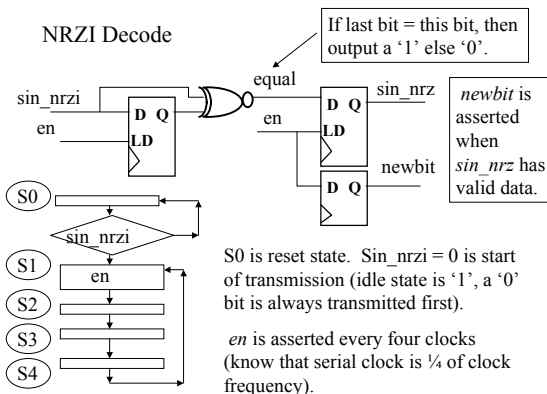 NRZI Decode
If last bit = this bit, then
output a ‘1’ else ‘0’.
equal
sin_nrzi
en
D Q
LD
en
D Q
LD
sin_nrz
D Q
newbit
newbit is
asserted
when
sin_nrz has
valid data.
S0
sin_nrzi
S1
en
S2
S3
S4
S0 is reset state.  Sin_nrzi = 0 is start
of transmission (idle state is ‘1’, a ‘0’
bit is always transmitted first).
en is asserted every four clocks
(know that serial clock is ¼ of clock
frequency).